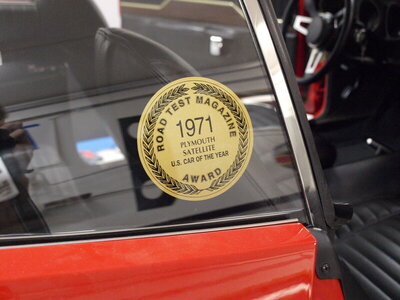 ROAD TEST MAGAZINE
1971
PLYMOUTH
SATELLITE
U.S. CAR OF THE YEAR
AWARD